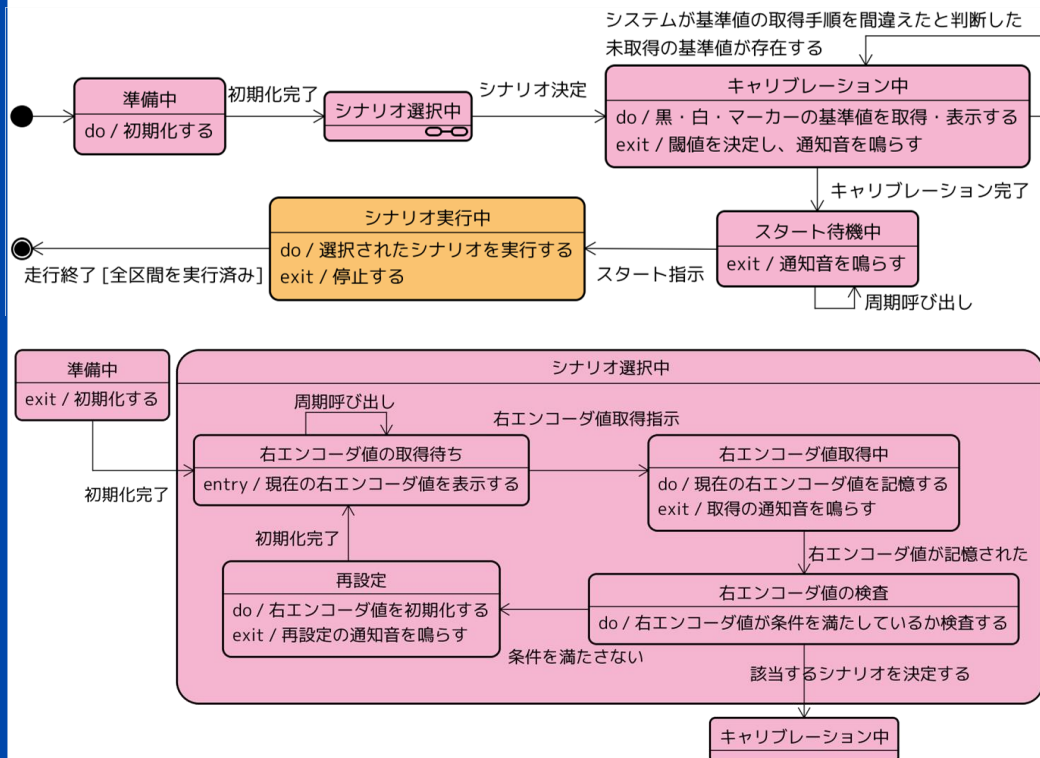 システムが基準値の取得手順を間違えたと判断した
未取得の基準値が存在する
準備中
do / 初期化する
初期化完了
シナリオ選択中
シナリオ決定
キャリブレーション中
do / 黒・白・マーカーの基準値を取得・表示する
exit / 閾値を決定し、通知音を鳴らす
キャリブレーション完了
シナリオ実行中
do / 選択されたシナリオを実行する
exit / 停止する
走行終了 [全区間を実行済み]
スタート指示
スタート待機中
exit / 通知音を鳴らす
周期呼び出し
準備中
exit / 初期化する
初期化完了
シナリオ選択中
周期呼び出し
右エンコーダ値取得指示
右エンコーダ値の取得待ち
entry / 現在の右エンコーダ値を表示する
右エンコーダ値取得中
do / 現在の右エンコーダ値を記憶する
exit / 取得の通知音を鳴らす
初期化完了
右エンコーダ値が記憶された
再設定
do / 右エンコーダ値を初期化する
exit / 再設定の通知音を鳴らす
右エンコーダ値の検査
do / 右エンコーダ値が条件を満たしているか検査する
条件を満たさない
該当するシナリオを決定する
キャリブレーション中